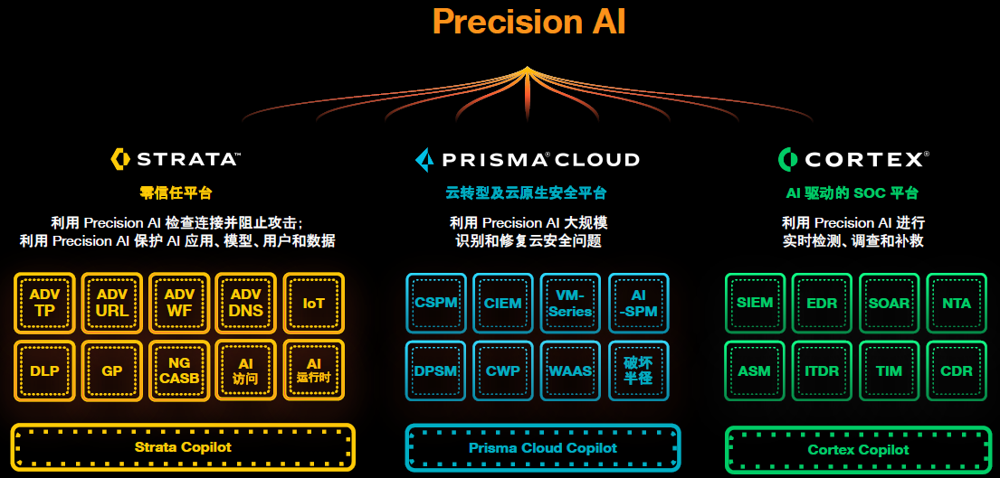 Precision AI
STRATA™
零信任平台
利用 Precision AI 检查连接并阻止攻击；
利用 Precision AI 保护 AI 应用、模型、用户和数据
ADV
TP
ADV
URL
ADV
WF
ADV
DNS
IoT
DLP
GP
NG
CASB
AI
访问
AI
运行时
Strata Copilot
PRISMA® CLOUD
云转型及云原生安全平台
利用 Precision AI 大规模
识别和修复云安全问题
CSPM
CIEM
VM-
Series
AI
-SPM
DPSM
CWP
WAAS
破坏
半径
Prisma Cloud Copilot
CORTEX®
AI 驱动的 SOC 平台
利用 Precision AI 进行
实时检测、调查和补救
SIEM
EDR
SOAR
NTA
ASM
ITDR
TIM
CDR
Cortex Copilot